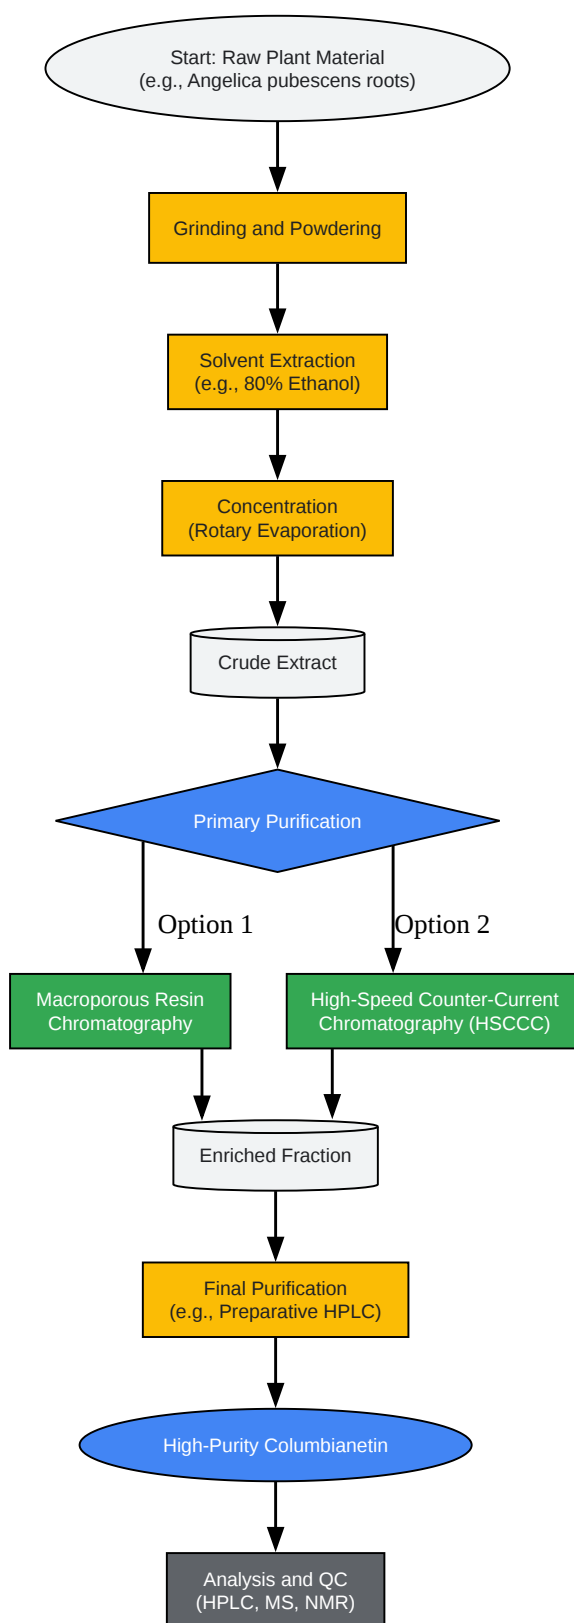 Start: Raw Plant Material
(e.g., Angelica pubescens roots)
Grinding and Powdering
Solvent Extraction
(e.g., 80% Ethanol)
Concentration
(Rotary Evaporation)
Crude Extract
Primary Purification
Option 1
Option 2
Macroporous Resin
Chromatography
High-Speed Counter-Current
Chromatography (HSCCC)
Enriched Fraction
Final Purification
(e.g., Preparative HPLC)
High-Purity Columbianetin
Analysis and QC
(HPLC, MS, NMR)